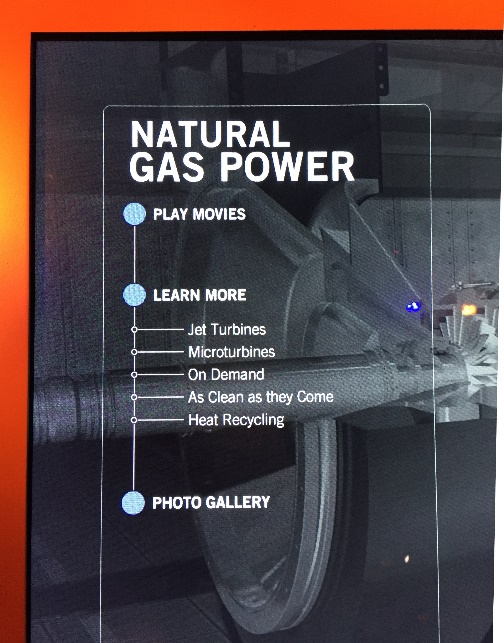 NATURAL
GAS POWER
PLAY MOVIES
LEARN MORE
Jet Turbines
Microturbines
On Demand
As Clean as they Come
Heat Recycling
PHOTO GALLERY